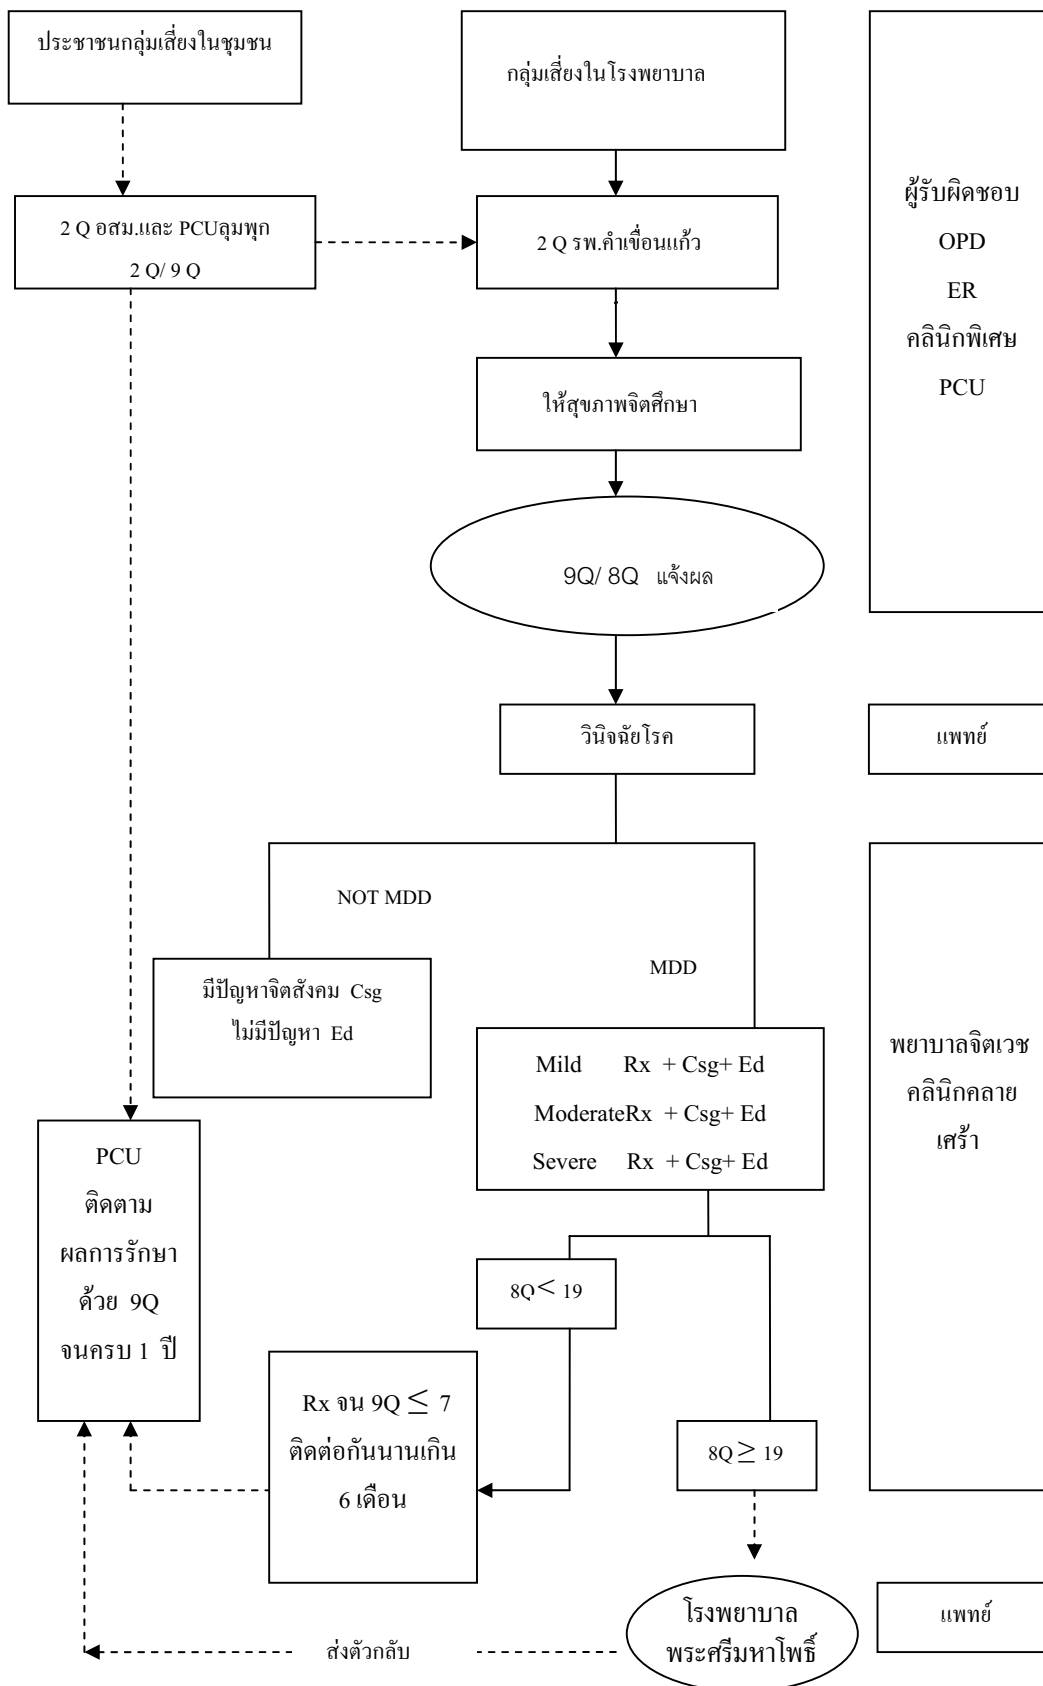 ประชาชนกลุ่มเสี่ยงในชุมชน
กลุ่มเสี่ยงในโรงพยาบาล
2 Q อสม.และ PCUลุมพุก
2 Q/ 9 Q
2 Q รพ.คำเขื่อนแก้ว
ให้สุขภาพจิตศึกษา
9Q/ 8Q แจ้งผล
ผู้รับผิดชอบ
OPD
ER
คลินิกพิเศษ
PCU
วินิจฉัยโรค
แพทย์
NOT MDD
MDD
มีปัญหาจิตสังคม Csg
ไม่มีปัญหา Ed
Mild Rx + Csg+ Ed
ModerateRx + Csg+ Ed
Severe Rx + Csg+ Ed
พยาบาลจิตเวช
คลินิกคลาย
เศร้า
PCU
ติดตาม
ผลการรักษา
ด้วย 9Q
จนครบ 1 ปี
8Q< 19
Rx จน 9Q ≤ 7
ติดต่อกันนานเกิน
6 เดือน
8Q ≥ 19
โรงพยาบาล
พระศรีมหาโพธิ์
แพทย์
ส่งตัวกลับ